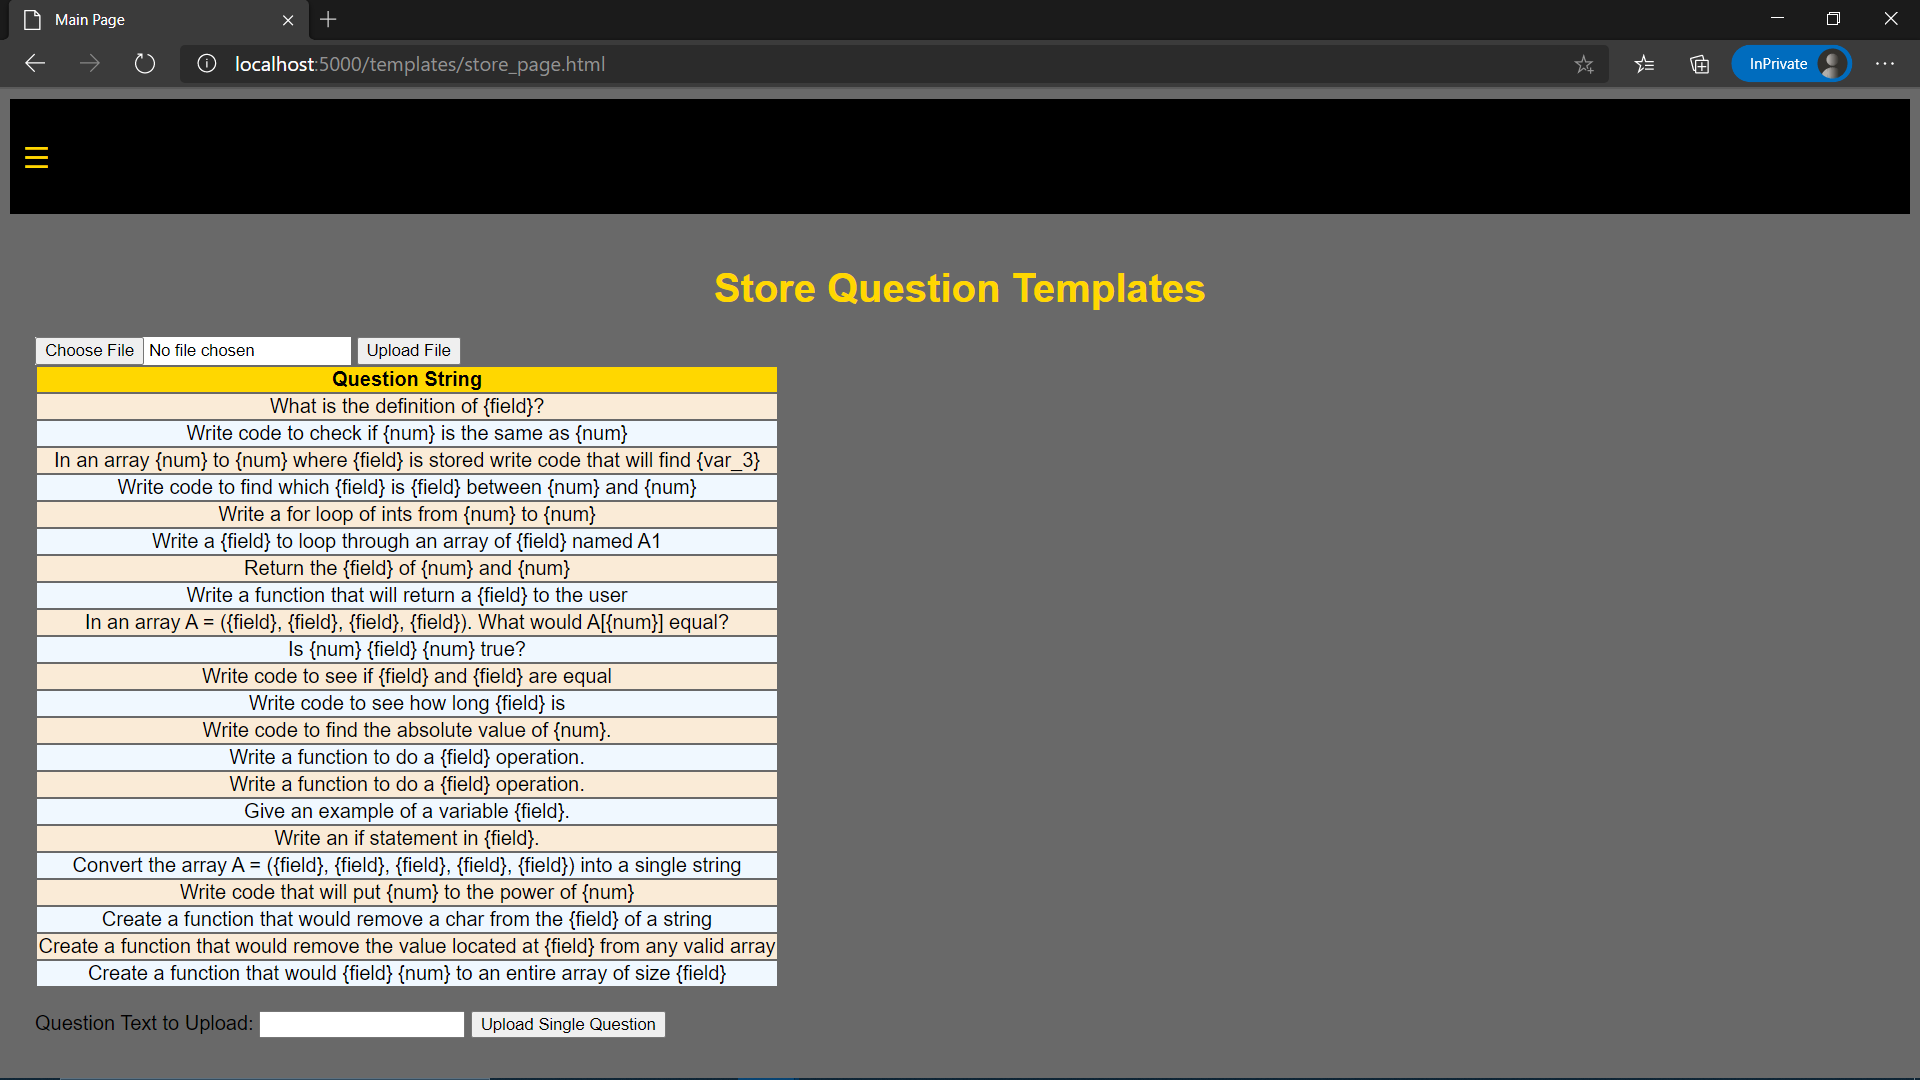 Main Page
localhost:5000/templates/store_page.html
InPrivate
Store Question Templates
Choose File No file chosen Upload File
Question String
What is the definition of {field}?
Write code to check if {num} is the same as {num}
In an array {num} to {num} where {field} is stored write code that will find {var_3}
Write code to find which {field} is {field} between {num} and {num}
Write a for loop of ints from {num} to {num}
Write a {field} to loop through an array of {field} named A1
Return the {field} of {num} and {num}
Write a function that will return a {field} to the user
In an array A = ({field}, {field}, {field}, {field}). What would A[{num}] equal?
Is {num} {field} {num} true?
Write code to see if {field} and {field} are equal
Write code to see how long {field} is
Write code to find the absolute value of {num}.
Write a function to do a {field} operation.
Write a function to do a {field} operation.
Give an example of a variable {field}.
Write an if statement in {field}.
Convert the array A = ({field}, {field}, {field}, {field}, {field}) into a single string
Write code that will put {num} to the power of {num}
Create a function that would remove a char from the {field} of a string
Create a function that would remove the value located at {field} from any valid array
Create a function that would {field} {num} to an entire array of size {field}
Question Text to Upload: Upload Single Question